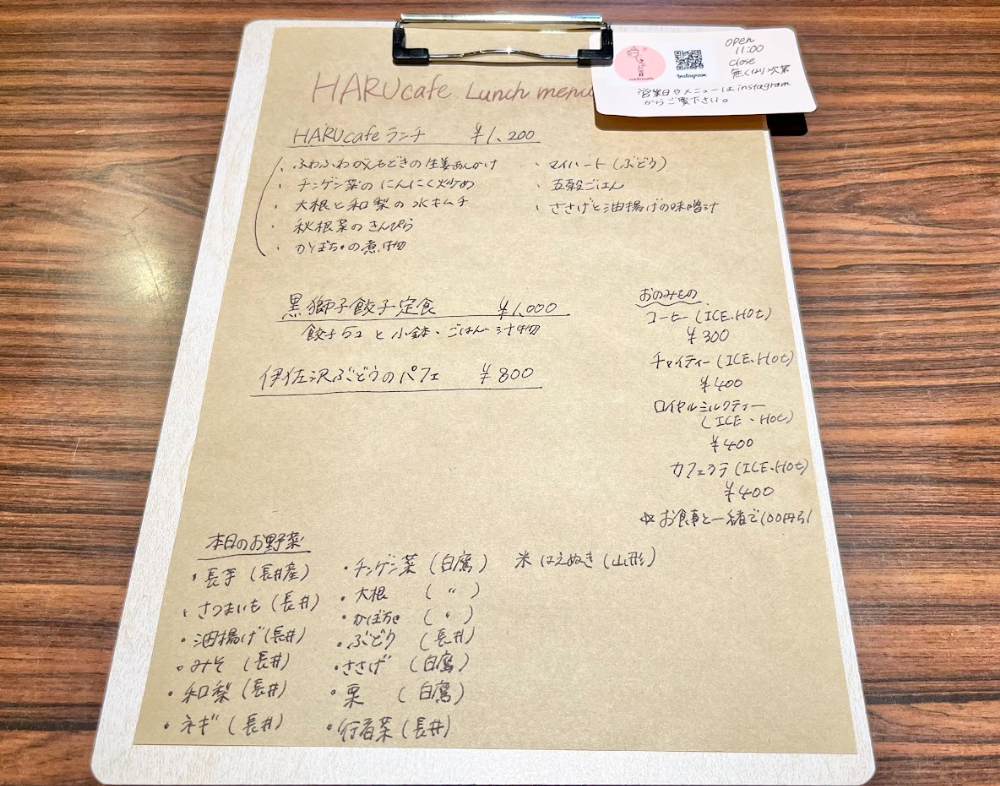 HARUcafe Lunch menu
open
11:00
close
無くなり次第
Instagram
営業日やメニューはinstagram
からご覧下さい。
HARUcafe ランチ ¥1,200
・ふわふわがんもどきの生姜あんかけ
・チンゲン菜のにんにく炒め
・大根と和梨の水キムチ
・秋根菜のきんぴら
・かぼちゃの煮物
・マイハート(ぶどう)
・五穀ごはん
・ささげと油揚げの味噌汁
黒獅子餃子定食 ¥1,000
餃子5コと小鉢・ごはん・汁物
伊佐沢ぶどうのパフェ ¥800
おのみもの
コーヒー(ICE・Hot)
¥300
チャイティー(ICE・Hot)
¥400
ロイヤルミルクティー
(ICE・Hot)
¥400
カフェラテ(ICE・Hot)
¥400
☆お食事と一緒で100円引
本日のお野菜
・長芋(長井産)
・さつまいも(長井)
・油揚げ(長井)
・みそ(長井)
・和梨(長井)
・ネギ(長井)
・チンゲン菜(白鷹)
・大根(〃)
・かぼちゃ(〃)
・ぶどう(長井)
・ささげ(白鷹)
・栗(白鷹)
・行者菜(長井)
米 はえぬき(山形)